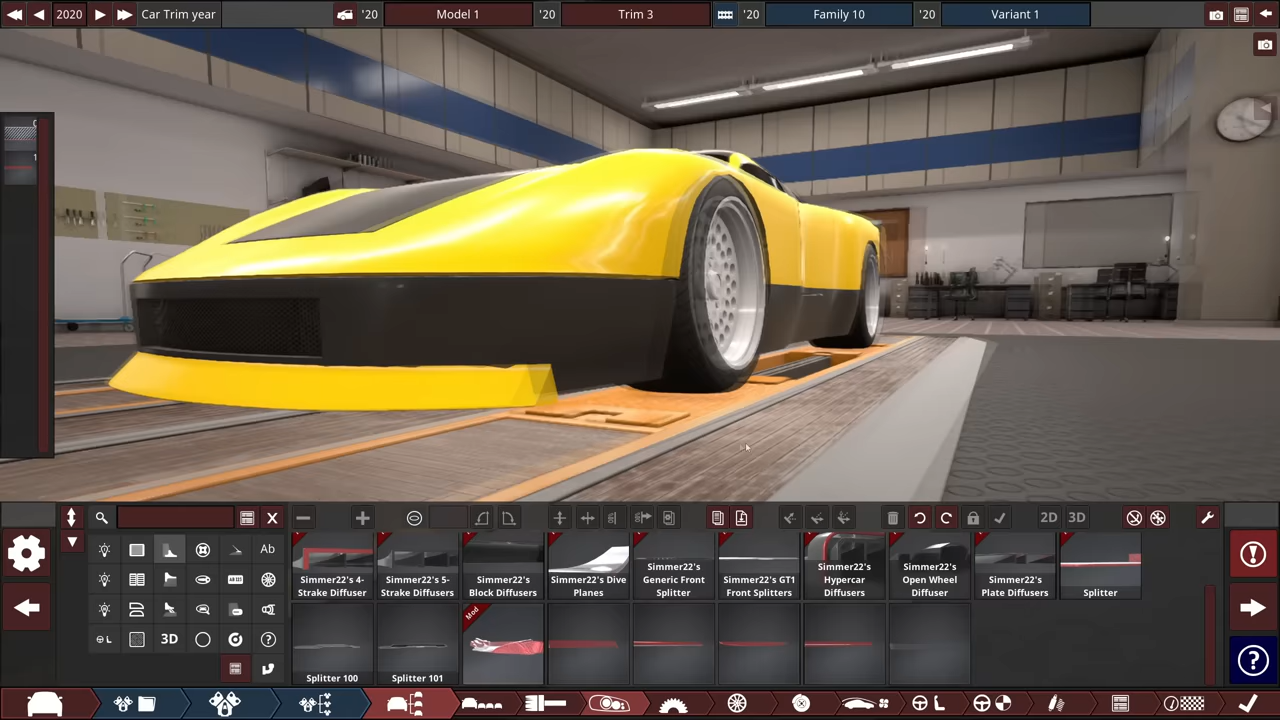 2020
Car Trim year
'20
Model 1
'20
Trim 3
'20
Family 10
'20
Variant 1
Ab
L
3D
?
2D
3D
Simmer22's 4-
Strake Diffuser
Simmer22's 5-
Strake Diffusers
Simmer22's
Block Diffusers
Simmer22's Dive
Planes
Simmer22's
Generic Front
Splitter
Simmer22's GT1
Front Splitters
Simmer22's
Hypercar
Diffusers
Simmer22's
Open Wheel
Diffuser
Simmer22's
Plate Diffusers
Splitter
Splitter 100
Splitter 101
Mod
?